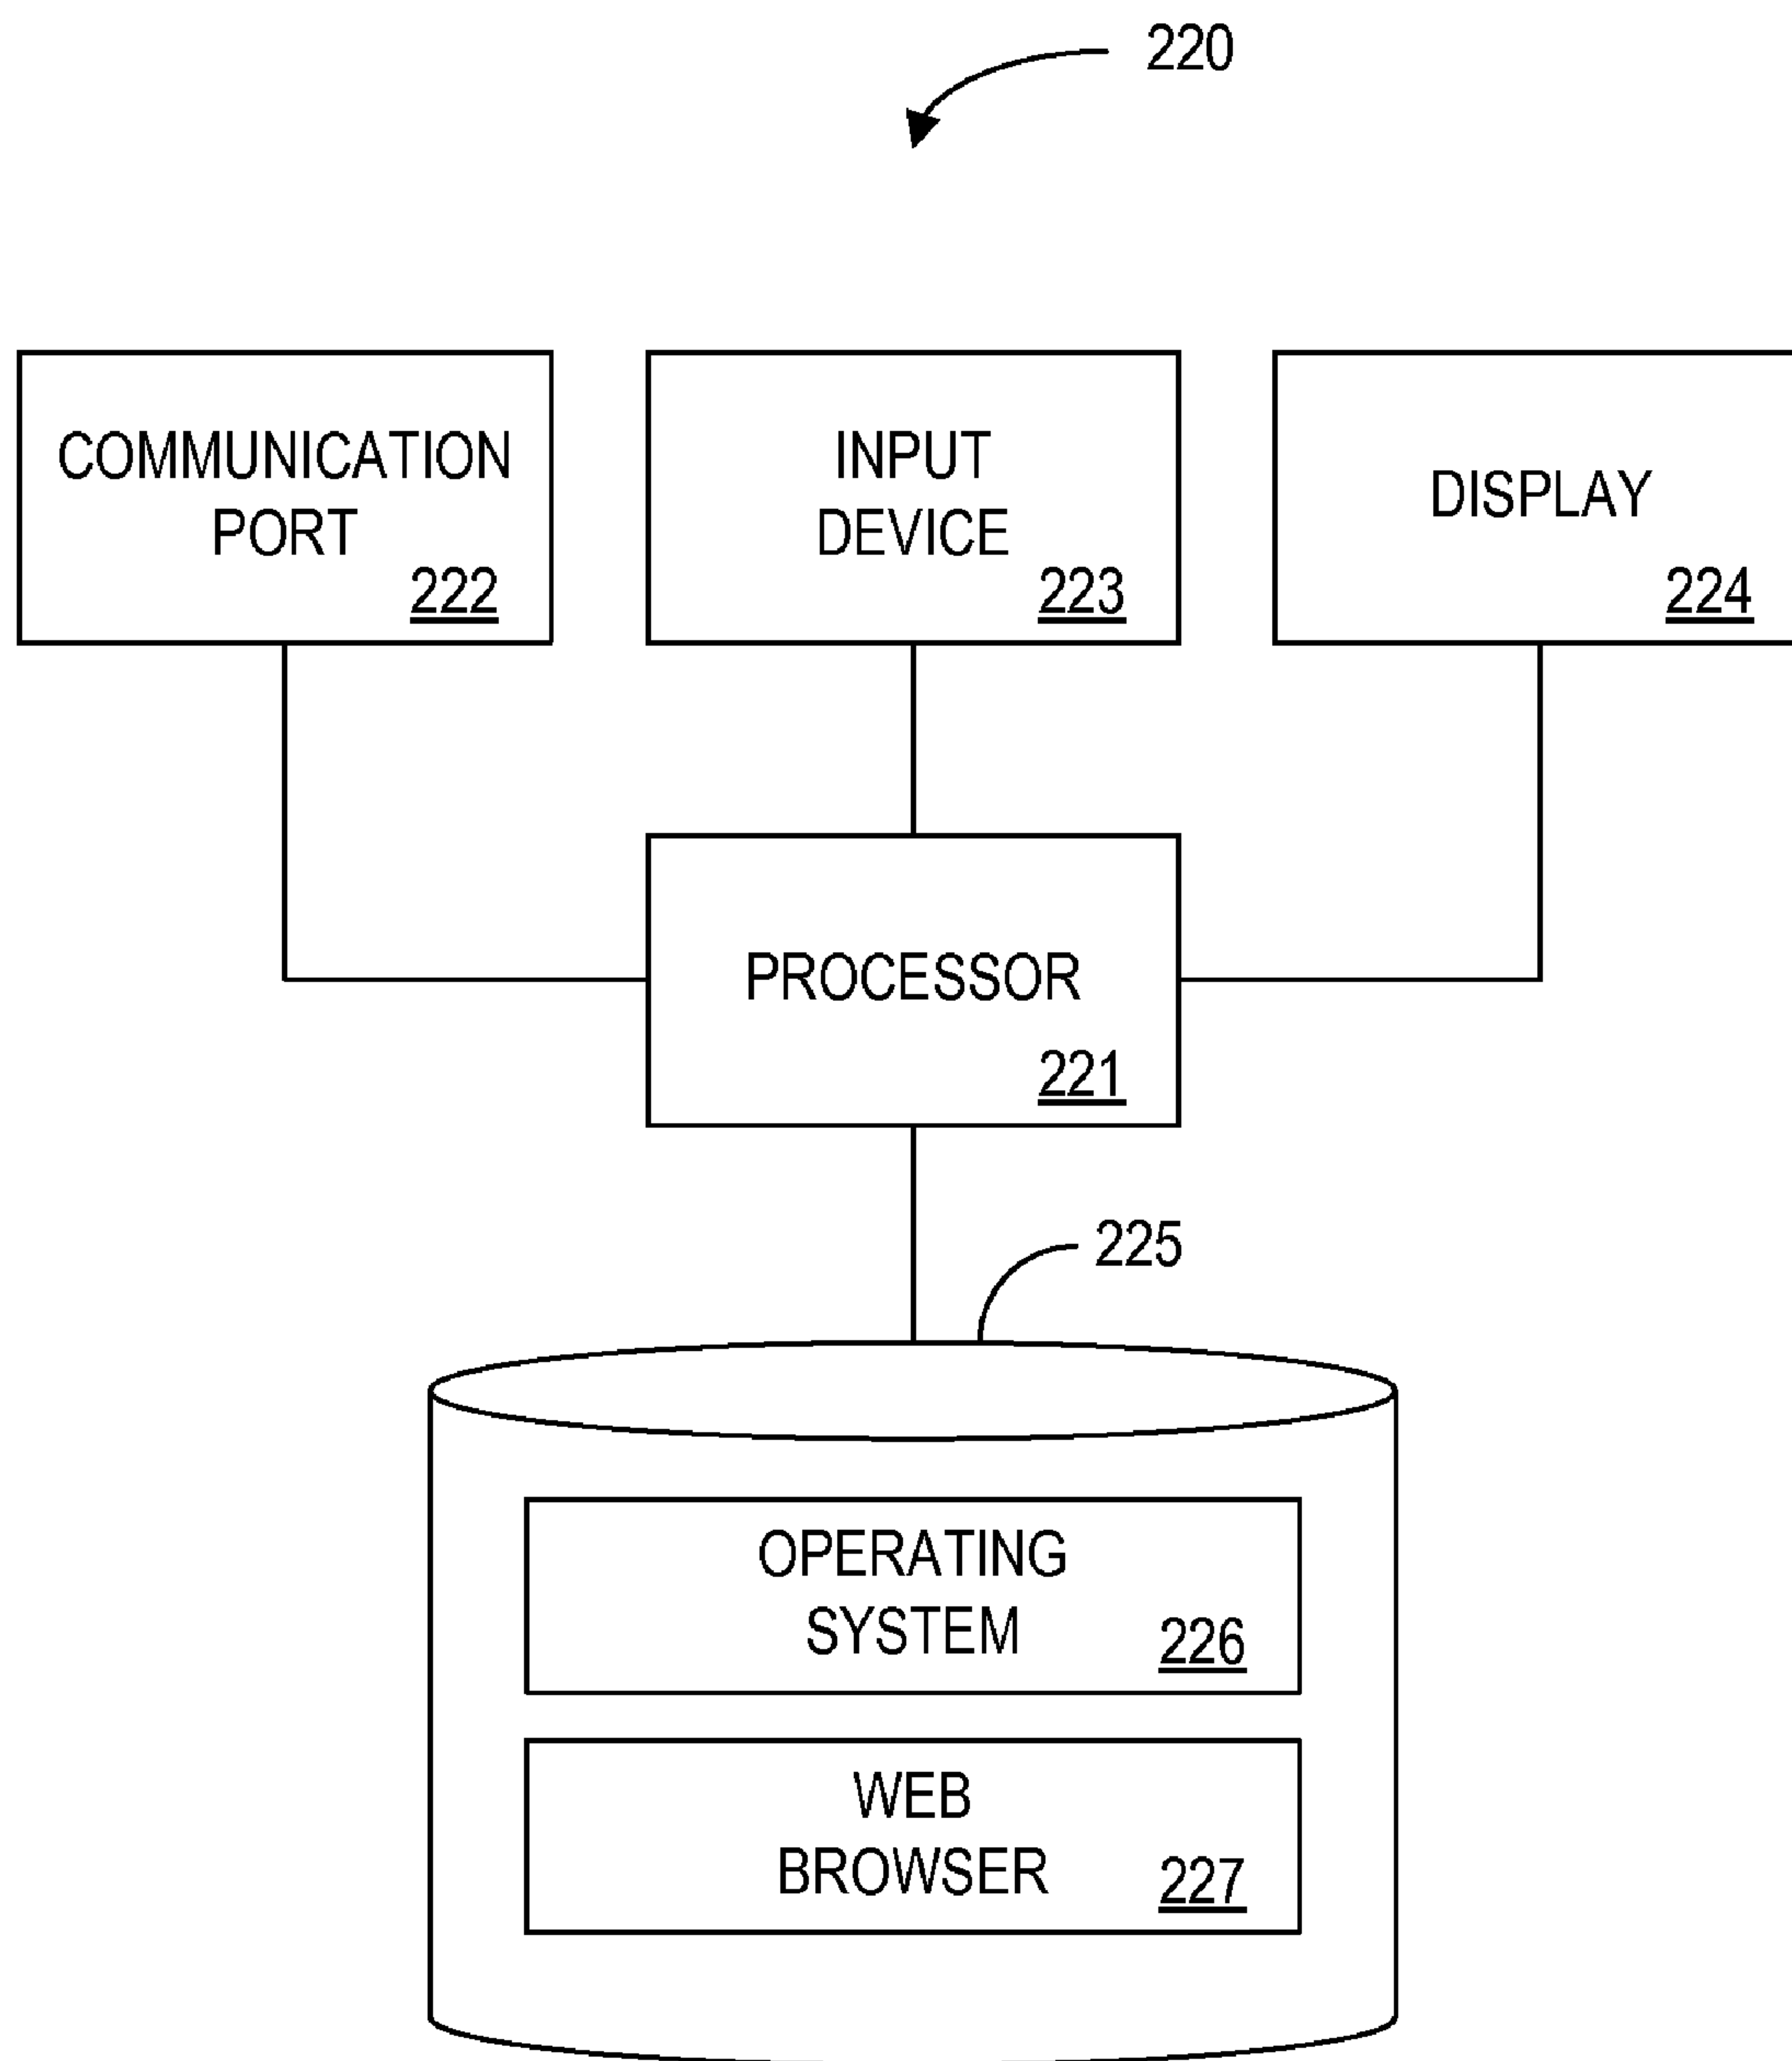 220
COMMUNICATION
PORT
222
INPUT
DEVICE
223
DISPLAY
224
PROCESSOR
221
225
OPERATING
SYSTEM
226
WEB
BROWSER
227